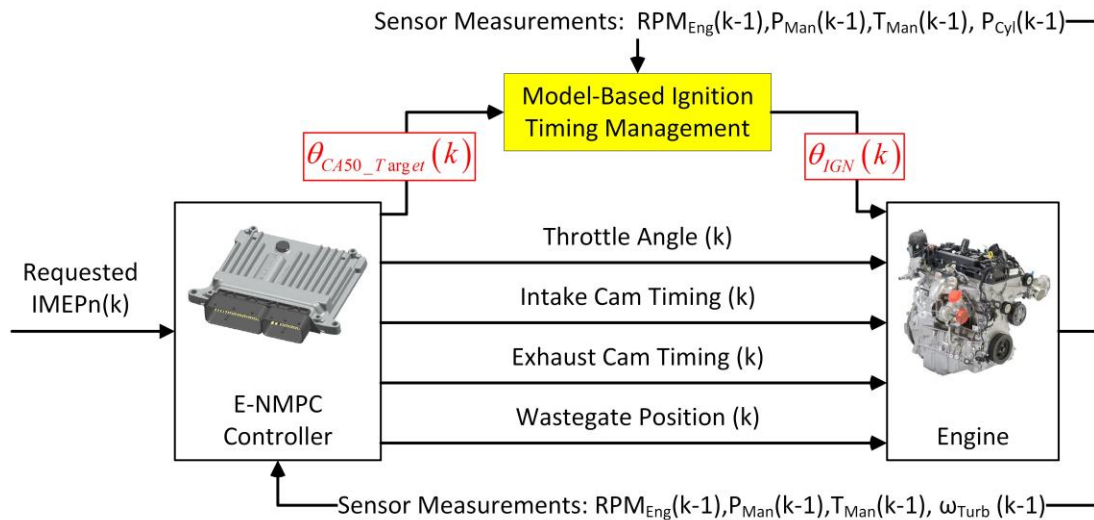 Sensor Measurements: RPM_Eng(k-1),P_Man(k-1),T_Man(k-1), P_Cyl(k-1)
Model-Based Ignition
Timing Management
θ_CA50_Target(k)
θ_IGN(k)
Requested
IMEPn(k)
Throttle Angle (k)
Intake Cam Timing (k)
Exhaust Cam Timing (k)
Wastegate Position (k)
E-NMPC
Controller
Engine
Sensor Measurements: RPM_Eng(k-1),P_Man(k-1),T_Man(k-1), ω_Turb (k-1)